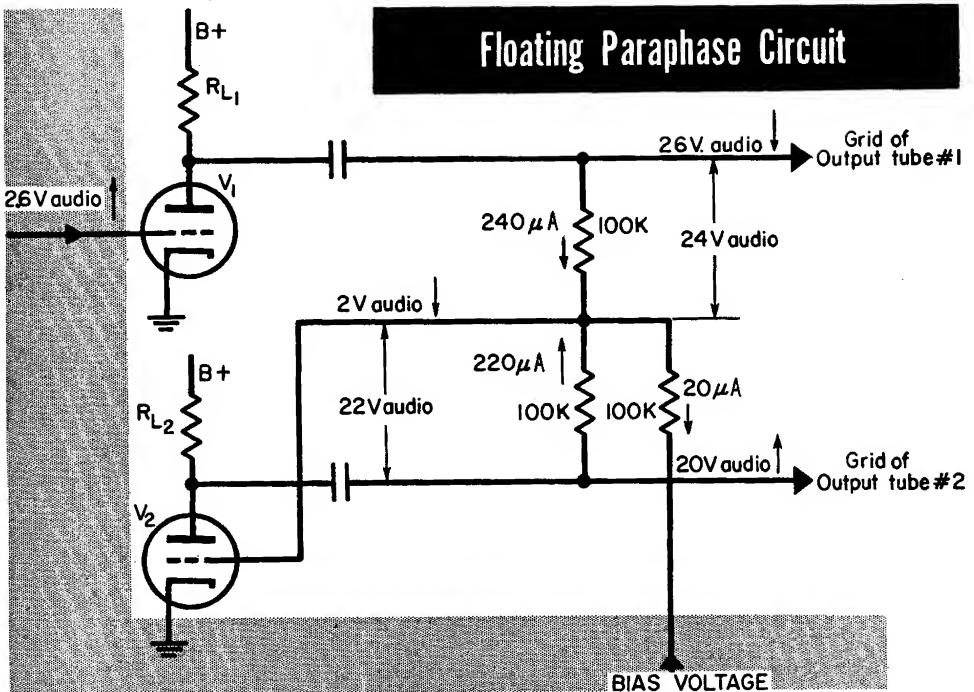 Floating Paraphase Circuit
B+
RL1
V1
2.6V audio
26V. audio
Grid of
Output tube #1
240μA
100K
24V audio
2V audio
B+
RL2
22V audio
220μA
100K
100K
20μA
20V audio
Grid of
Output tube #2
V2
BIAS VOLTAGE